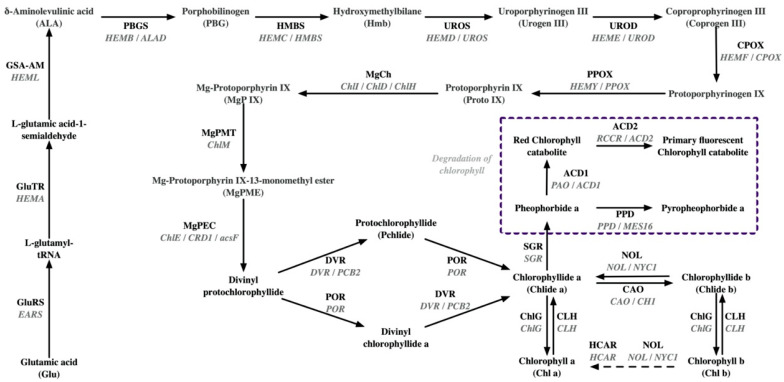 δ-Aminolevulinic acid
(ALA)
PBGS
HEMB / ALAD
Porphobilinogen
(PBG)
HMBS
HEMC / HMBS
Hydroxymethylbilane
(Hmb)
UROS
HEMD / UROS
Uroporphyrinogen III
(Urogen III)
UROD
HEME / UROD
Coproprophyrinogen III
(Coprogen III)
CPOX
HEMF / CPOX
Protoporphyrinogen IX
PPOX
HEMY / PPOX
Protoporphyrin IX
(Proto IX)
MgCh
ChlI / ChlD / ChlH
Mg-Protoporphyrin IX
(MgP IX)
GSA-AM
HEML
L-glutamic acid-1-
semialdehyde
GluTR
HEMA
L-glutamyl-
tRNA
GluRS
EARS
Glutamic acid
(Glu)
MgPMT
ChlM
Mg-Protoporphyrin IX-13-monomethyl ester
(MgPME)
MgPEC
ChlE / CRD1 / acsF
Divinyl
protochlorophyllide
DVR
DVR / PCB2
Protochlorophyllide
(Pchlide)
POR
POR
POR
POR
Divinyl
chlorophyllide a
DVR
DVR / PCB2
Degradation of
chlorophyll
Red Chlorophyll
catabolite
ACD2
RCCR / ACD2
Primary fluorescent
Chlorophyll catabolite
ACD1
PAO / ACD1
Pheophorbide a
PPD
PPD / MES16
Pyropheophorbide a
SGR
SGR
Chlorophyllide a
(Chlide a)
NOL
NOL / NYC1
CAO
CAO / CH1
Chlorophyllide b
(Chlide b)
ChlG
ChlG
CLH
CLH
ChlG
ChlG
CLH
CLH
Chlorophyll a
(Chl a)
HCAR
HCAR
NOL
NOL / NYC1
Chlorophyll b
(Chl b)